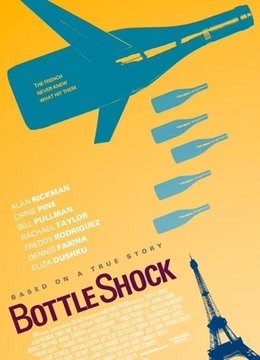 THE FRENCH
NEVER KNEW
WHAT HIT THEM.
ALAN RICKMAN
CHRIS PINE
BILL PULLMAN
RACHAEL TAYLOR
FREDDY RODRIGUEZ
DENNIS FARINA
ELIZA DUSHKU
BASED ON A TRUE STORY
BOTTLE SHOCK